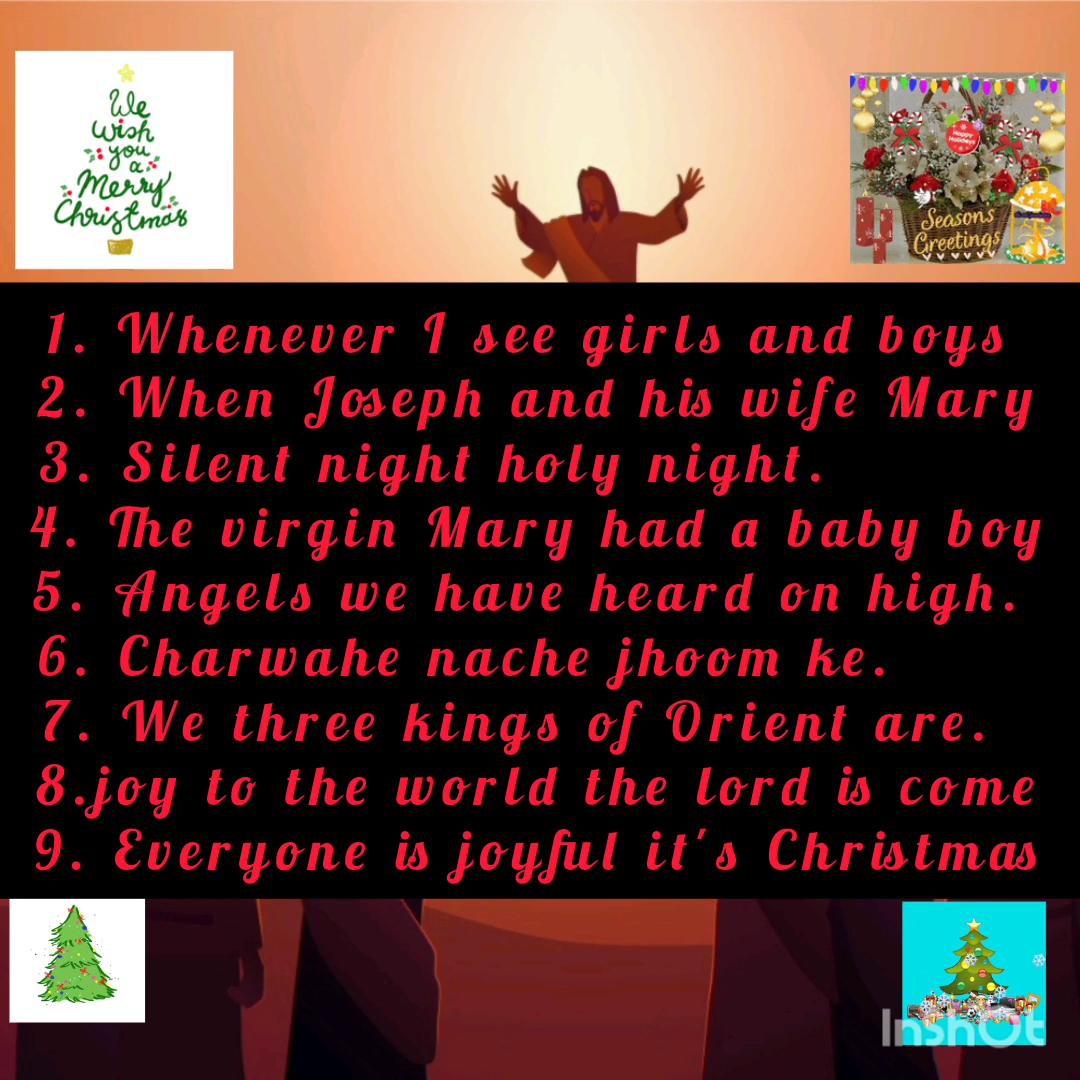 We
wish
you
a
Merry
Christmas
Happy
Holidays
Seasons
Greetings
1. Whenever I see girls and boys
2. When Joseph and his wife Mary
3. Silent night holy night.
4. The virgin Mary had a baby boy
5. Angels we have heard on high.
6. Charwahe nache jhoom ke.
7. We three kings of Orient are.
8.joy to the world the lord is come
9. Everyone is joyful it's Christmas
InShOt